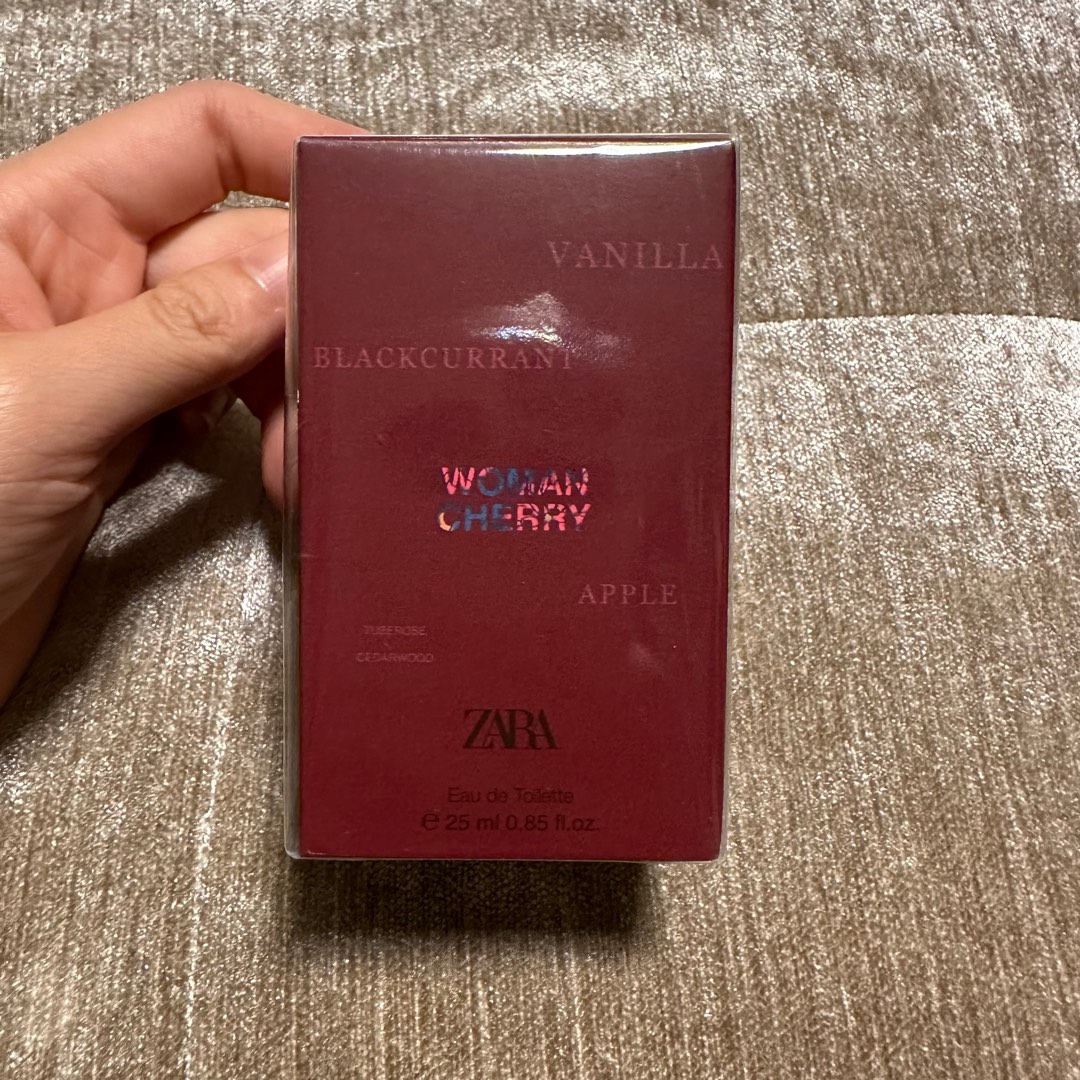 VANILLA
BLACKCURRANT
WOMAN
CHERRY
APPLE
TUBEROSE
CEDARWOOD
ZARA
Eau de Toilette
℮ 25 ml 0.85 fl.oz.